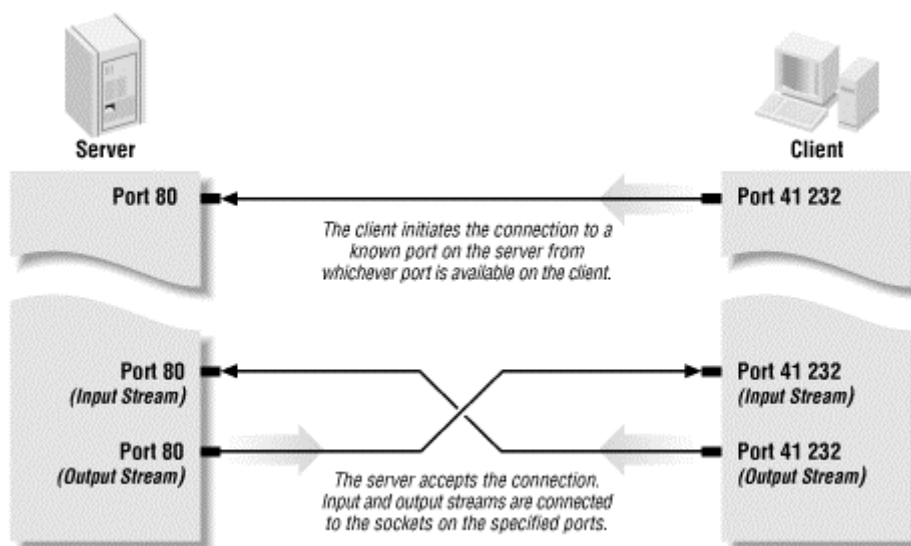 Server
Client
Port 80
Port 41 232
The client initiates the connection to a
known port on the server from
whichever port is available on the client.
Port 80
(Input Stream)
Port 41 232
(Input Stream)
Port 80
(Output Stream)
Port 41 232
(Output Stream)
The server accepts the connection.
Input and output streams are connected
to the sockets on the specified ports.